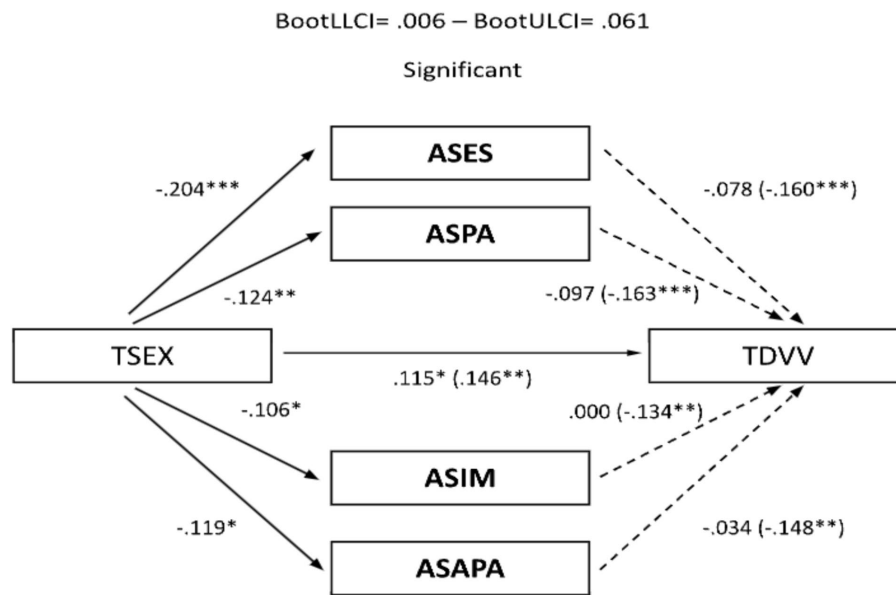 BootLLCI= .006 – BootULCI= .061
Significant
ASES
-.204***
-.078 (-.160***)
ASPA
-.124**
-.097 (-.163***)
TSEX
TDVV
.115* (.146**)
-.106*
.000 (-.134**)
ASIM
-.119*
-.034 (-.148**)
ASAPA